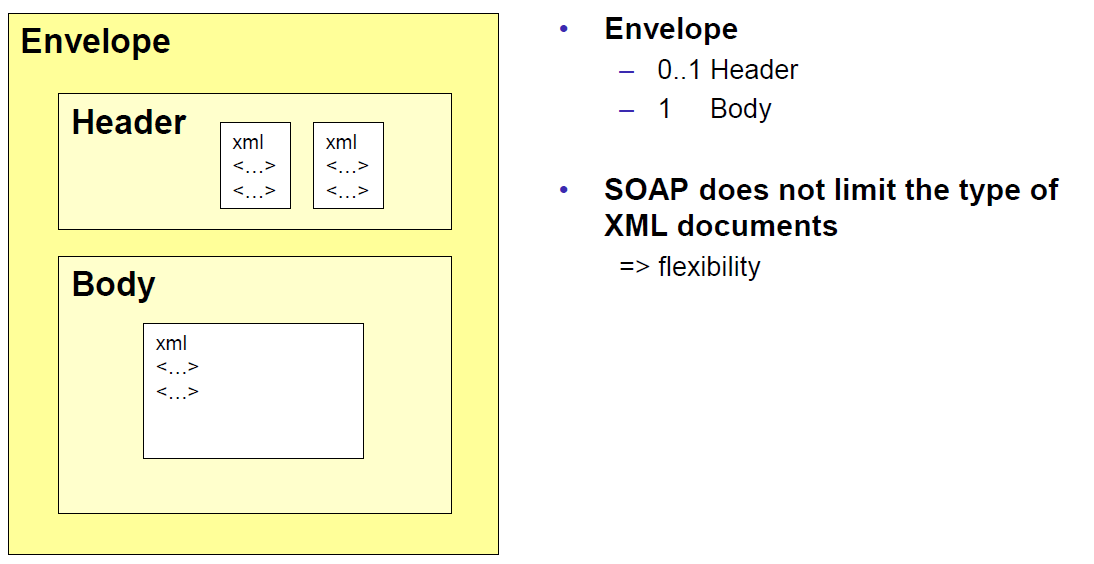 Envelope
Header
xml
<...>
<...>
xml
<...>
<...>
Body
xml
<...>
<...>
• Envelope
– 0..1 Header
– 1 Body
• SOAP does not limit the type of
XML documents
=> flexibility